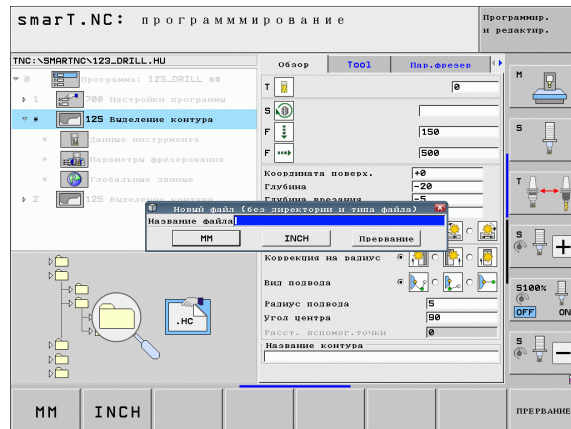 smarT.NC: программмирование
Программир.
и редактир.
TNC:\SMARTNC\123_DRILL.HU
Обзор Tool Пар.фрезер
0 Программа: 123_DRILL мм
1 700 Настройки программы
* 125 Выделение контура
* Данные инструмента
* Параметры фрезерования
* Глобальные данные
2 125 Выделение контура
T 0
S
F 150
F 500
Координата поверх. +0
Глубина -20
Глубина врезания -5
Новый файл (без директории и типа файла)
Название файла
MM INCH Прервание
Коррекция на радиус
Вид подвода
Радиус подвода 5
Угол центра 90
Расст. вспомог.точки 0
Название контура
.HC
M
S
T
S
S100%
OFF ON
S
MM INCH ПРЕРВАНИЕ